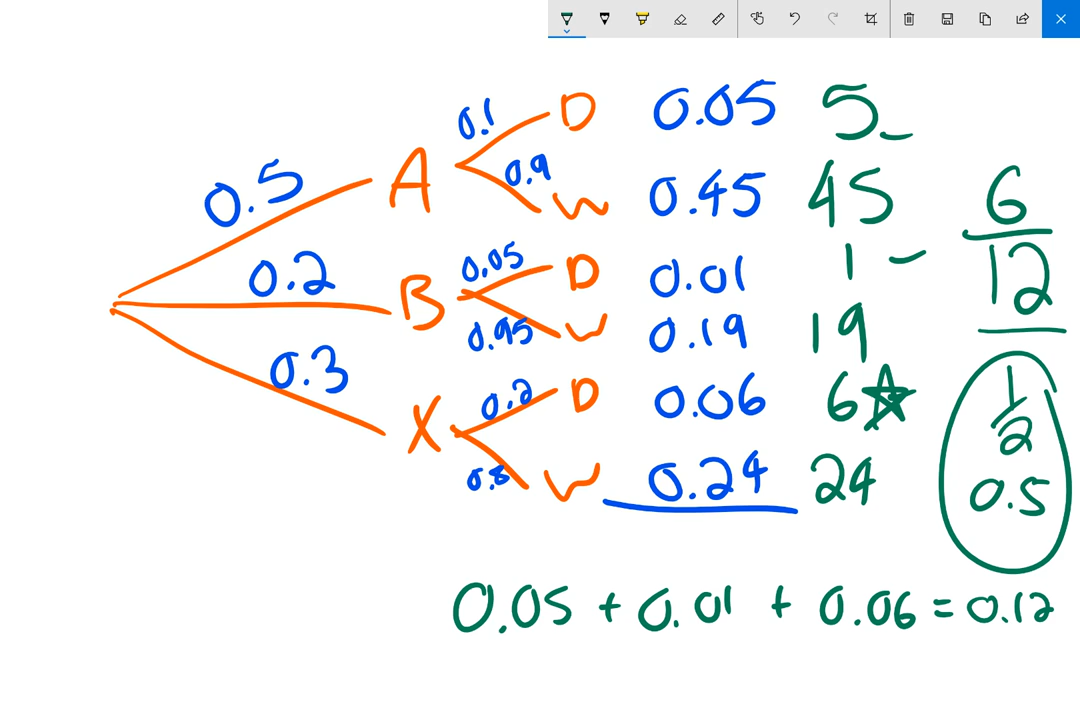 0.1 D 0.05 5
0.5 A 0.9 W 0.45 45
0.2 B 0.05 D 0.01 1
0.95 W 0.19 19
0.3 X 0.2 D 0.06 6
0.8 W 0.24 24
6
12
1
2
0.5
0.05 + 0.01 + 0.06 = 0.12